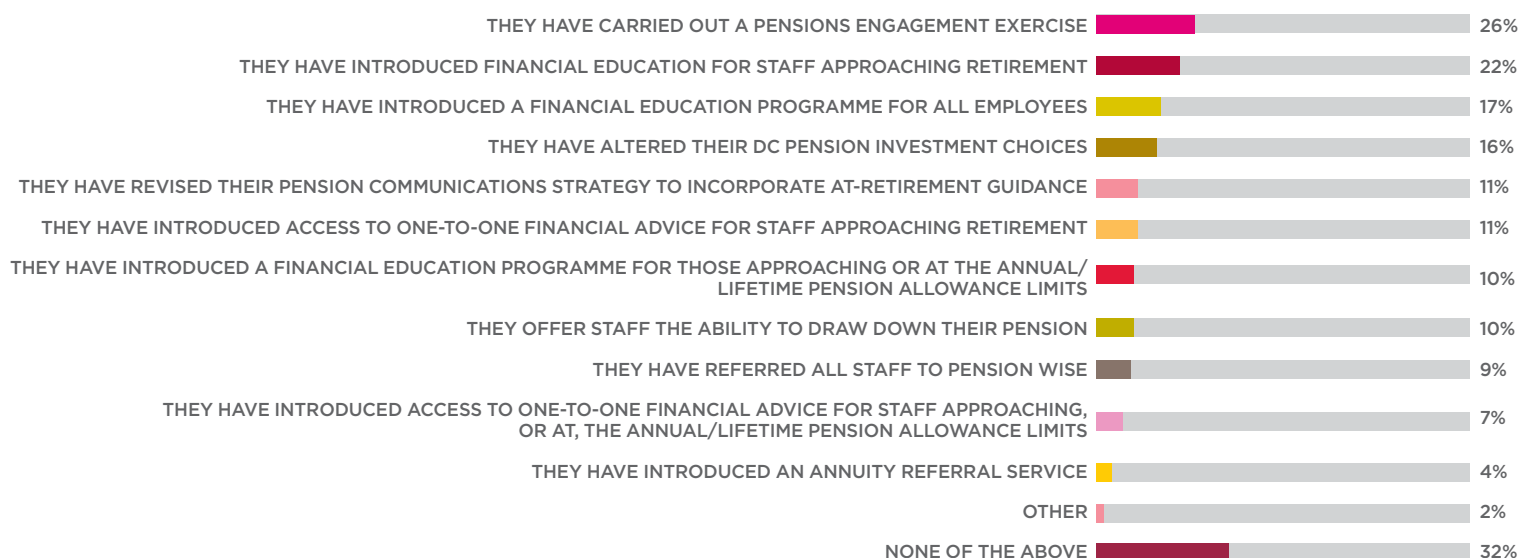 THEY HAVE CARRIED OUT A PENSIONS ENGAGEMENT EXERCISE 26%
THEY HAVE INTRODUCED FINANCIAL EDUCATION FOR STAFF APPROACHING RETIREMENT 22%
THEY HAVE INTRODUCED A FINANCIAL EDUCATION PROGRAMME FOR ALL EMPLOYEES 17%
THEY HAVE ALTERED THEIR DC PENSION INVESTMENT CHOICES 16%
THEY HAVE REVISED THEIR PENSION COMMUNICATIONS STRATEGY TO INCORPORATE AT-RETIREMENT GUIDANCE 11%
THEY HAVE INTRODUCED ACCESS TO ONE-TO-ONE FINANCIAL ADVICE FOR STAFF APPROACHING RETIREMENT 11%
THEY HAVE INTRODUCED A FINANCIAL EDUCATION PROGRAMME FOR THOSE APPROACHING OR AT THE ANNUAL/
LIFETIME PENSION ALLOWANCE LIMITS 10%
THEY OFFER STAFF THE ABILITY TO DRAW DOWN THEIR PENSION 10%
THEY HAVE REFERRED ALL STAFF TO PENSION WISE 9%
THEY HAVE INTRODUCED ACCESS TO ONE-TO-ONE FINANCIAL ADVICE FOR STAFF APPROACHING,
OR AT, THE ANNUAL/LIFETIME PENSION ALLOWANCE LIMITS 7%
THEY HAVE INTRODUCED AN ANNUITY REFERRAL SERVICE 4%
OTHER 2%
NONE OF THE ABOVE 32%